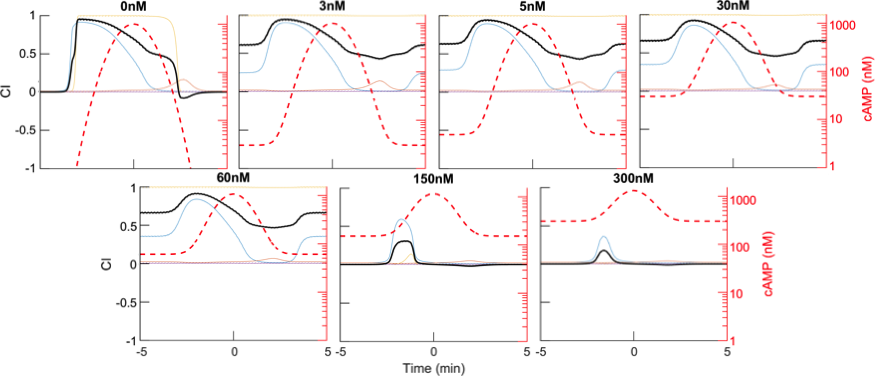 0nM 3nM 5nM 30nM
1 1000
0.5
CI 0 100 cAMP (nM)
-0.5 10
-1 1
60nM 150nM 300nM
1 1000
0.5
CI 0 100 cAMP (nM)
-0.5 10
-1 1
-5 0 5 -5 0 5 -5 0 5
Time (min)